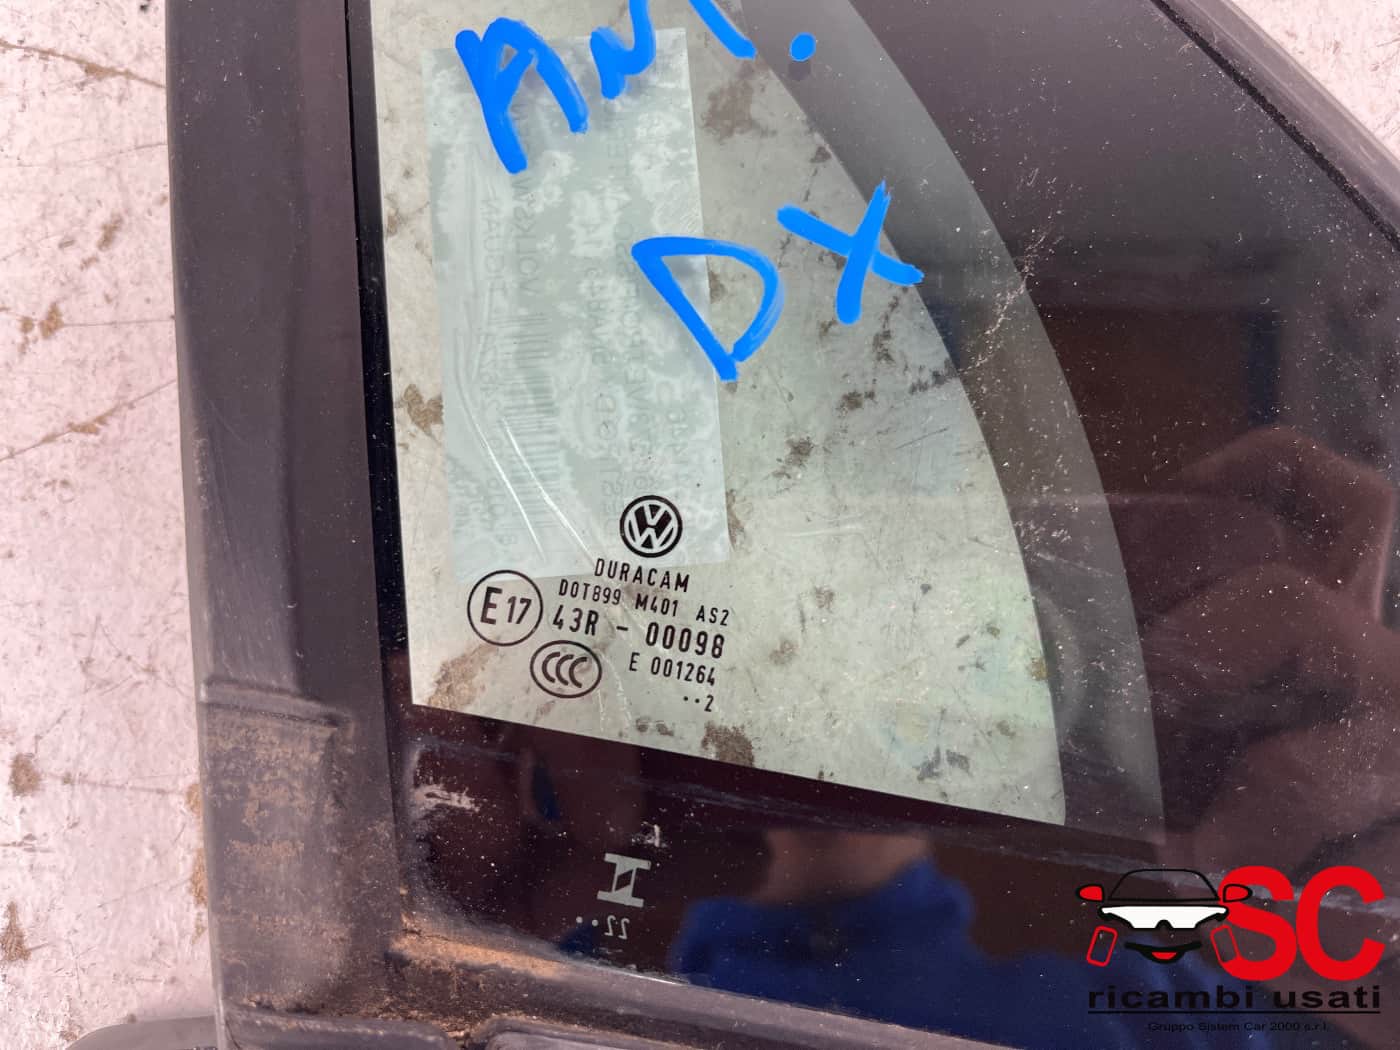 Ant.
DX
DURACAM
DOT899 M401 AS2
E17 43R - 00098
CCC E 001264
··2
22··
SC
ricambi usati
Gruppo Sistem Car 2000 s.r.l.